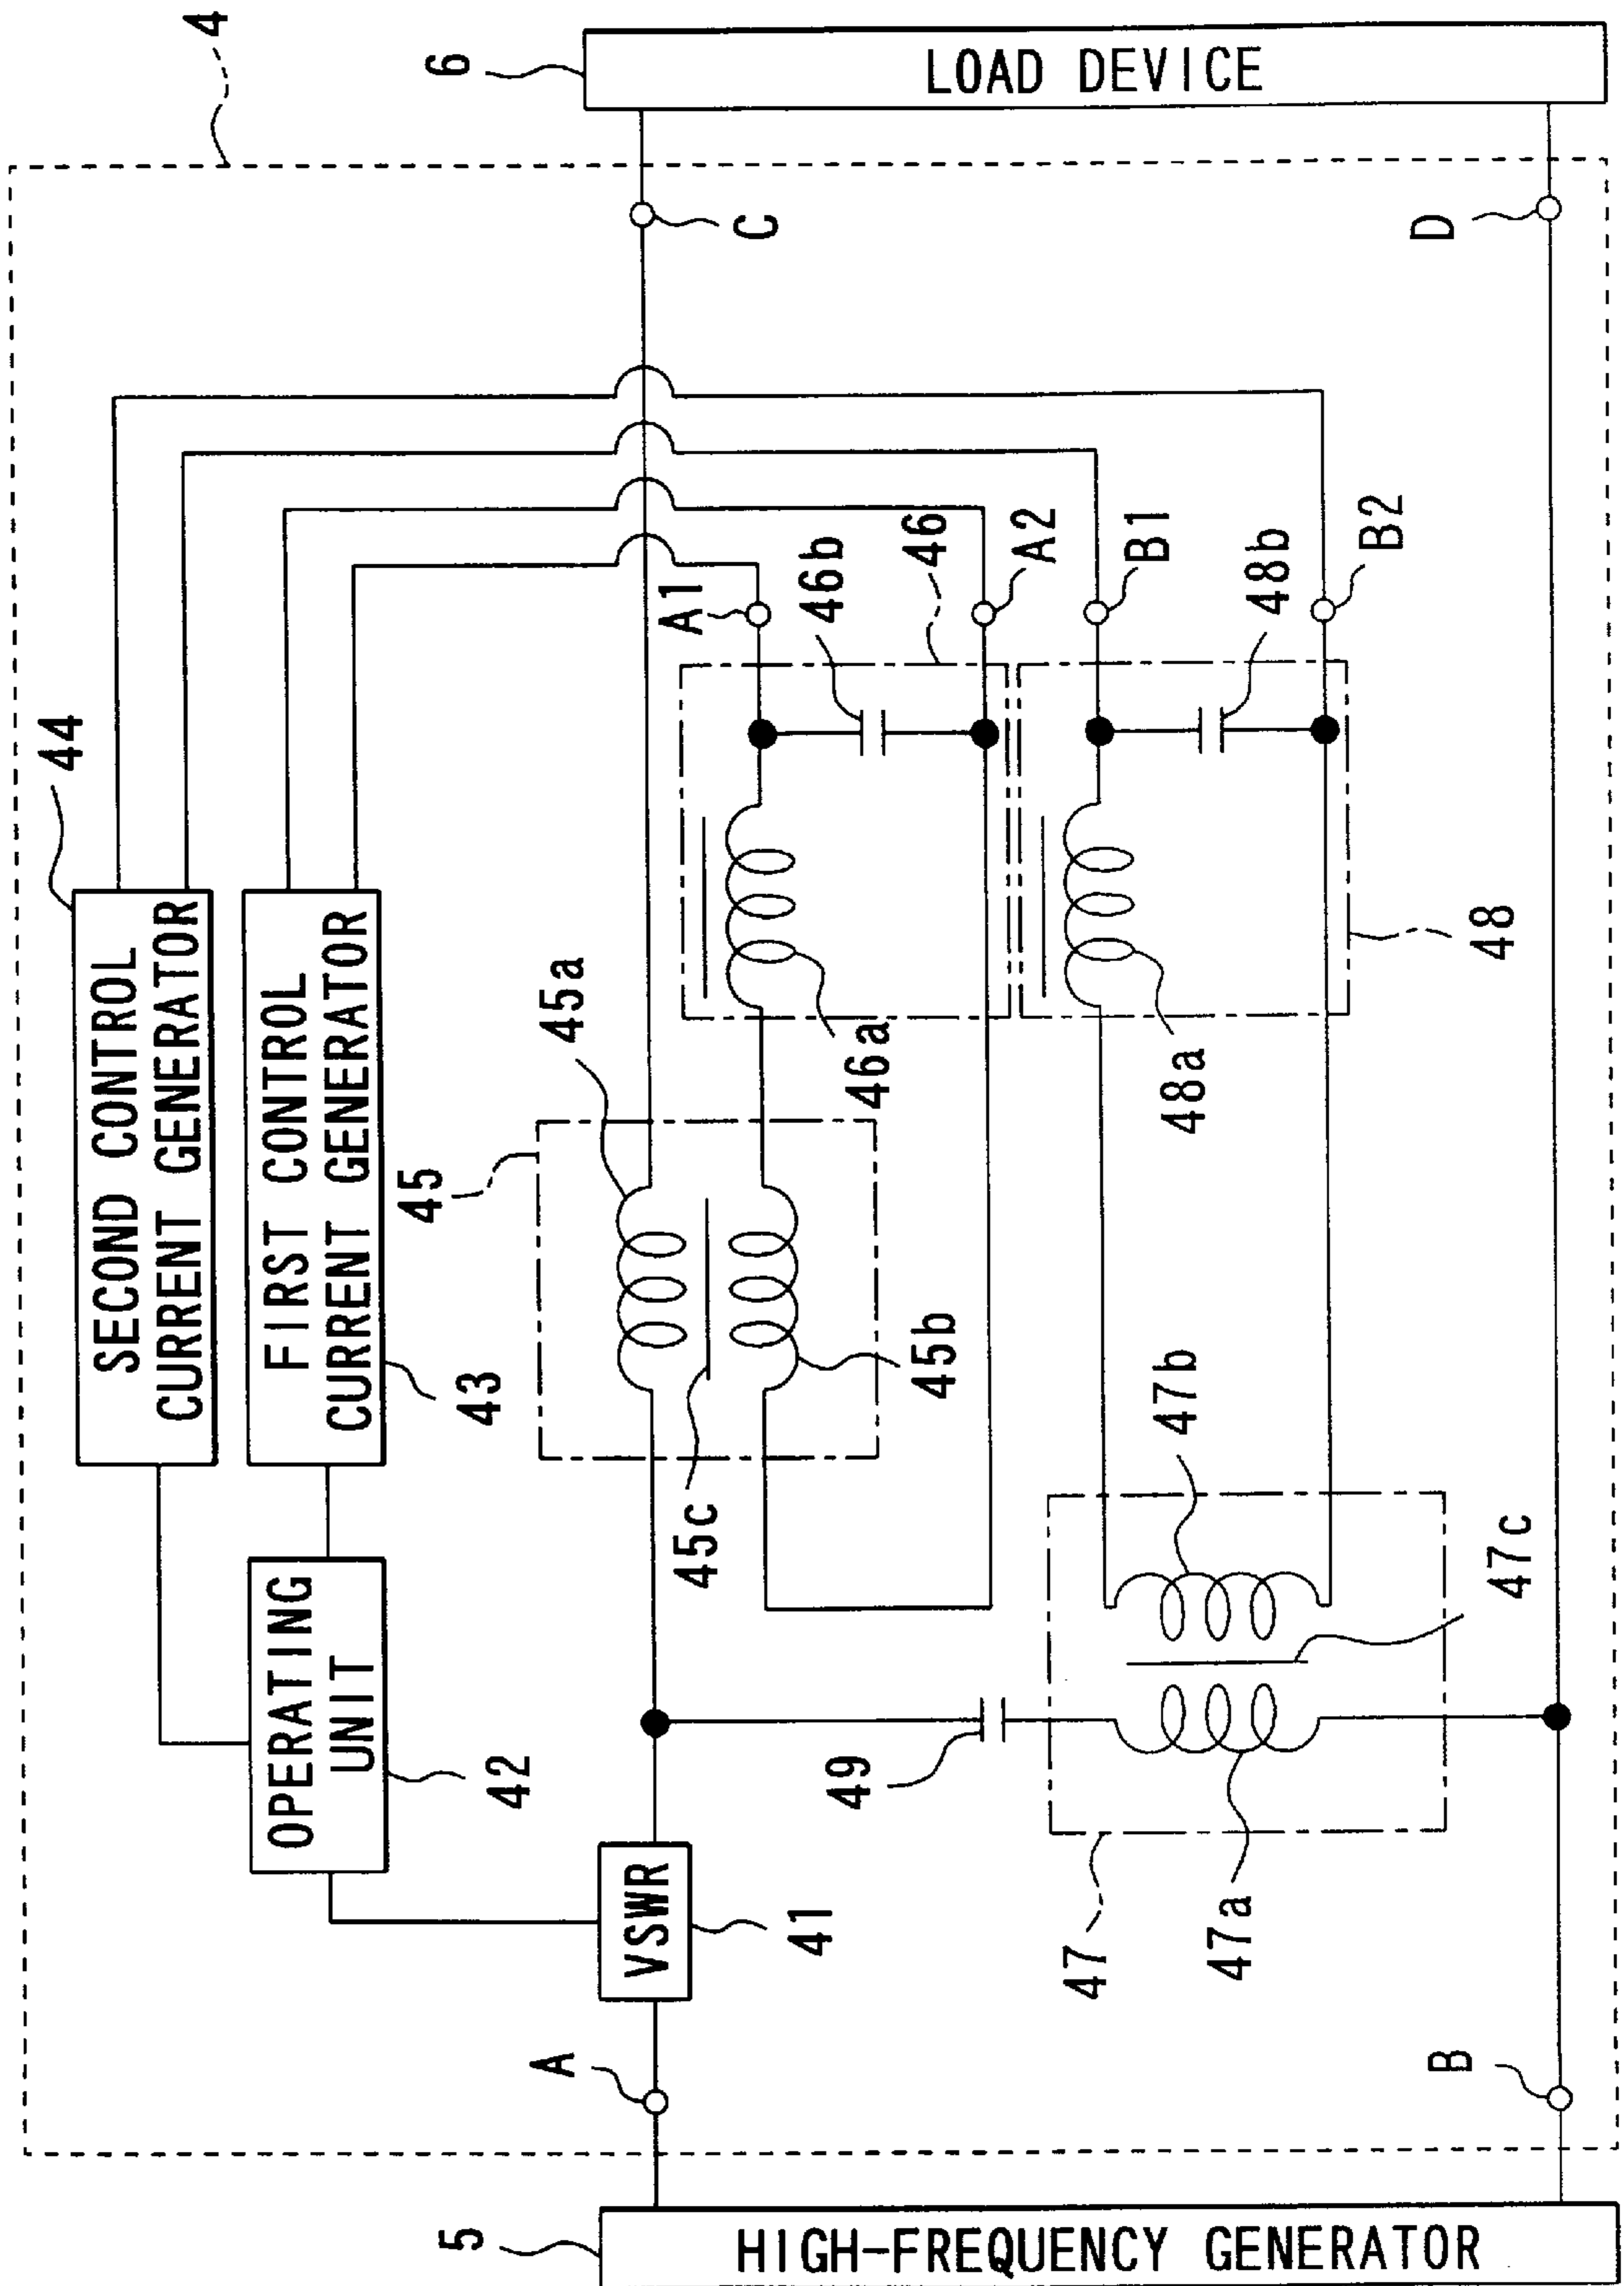 4
6
LOAD DEVICE
C
D
44
SECOND CONTROL
CURRENT GENERATOR
FIRST CONTROL
CURRENT GENERATOR
43
A1
46b
46
A2
B1
48b
B2
45
45a
46a
48a
48
45c
45b
47b
47c
OPERATING
UNIT
42
VSWR
41
49
47
47a
A
B
5
HIGH-FREQUENCY GENERATOR